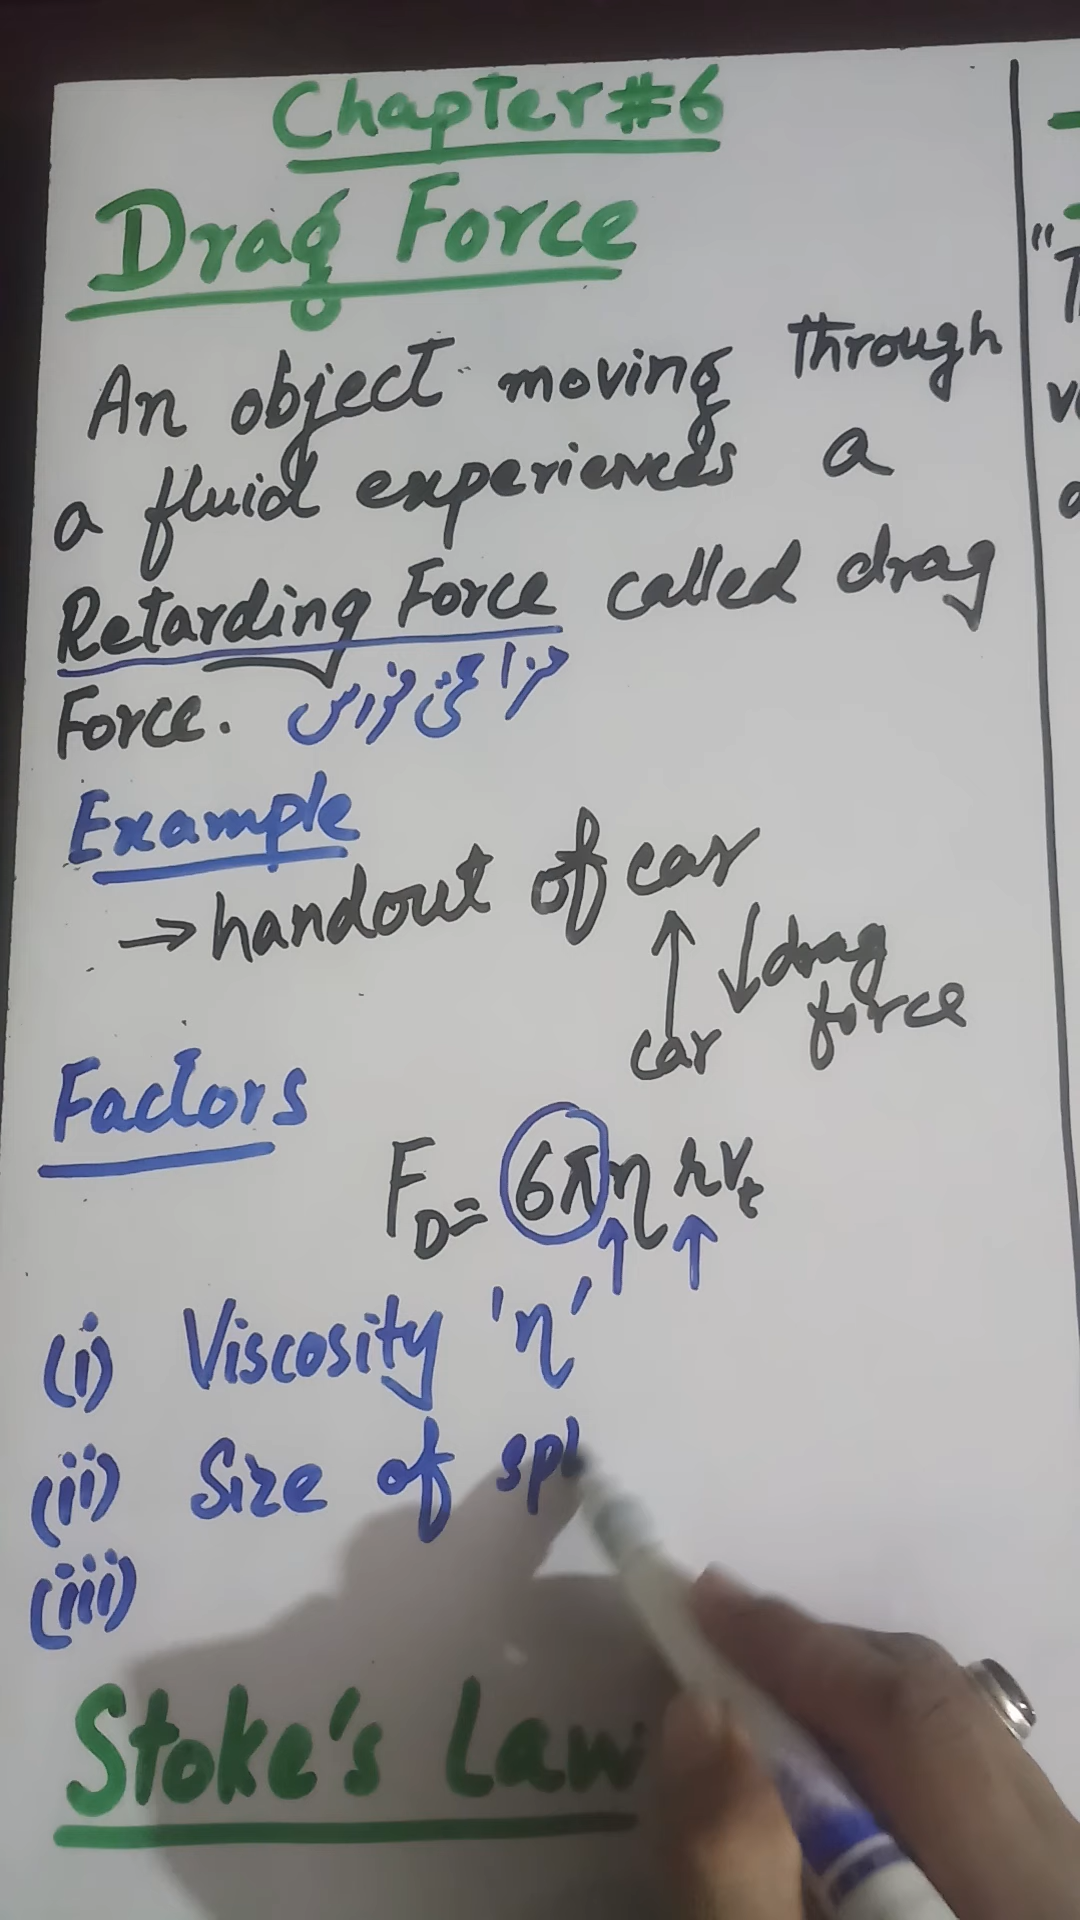 Chapter #6
Drag Force
An object moving through
a fluid experiences a
Retarding Force called drag
Force. مزاحمتی فورس
Example
→ handout of car
↑ ↓ drag
force
car
Factors
F_D = 6πηrv_t
(i) Viscosity 'η'
(ii) Size of sph
(iii)
Stoke's Law